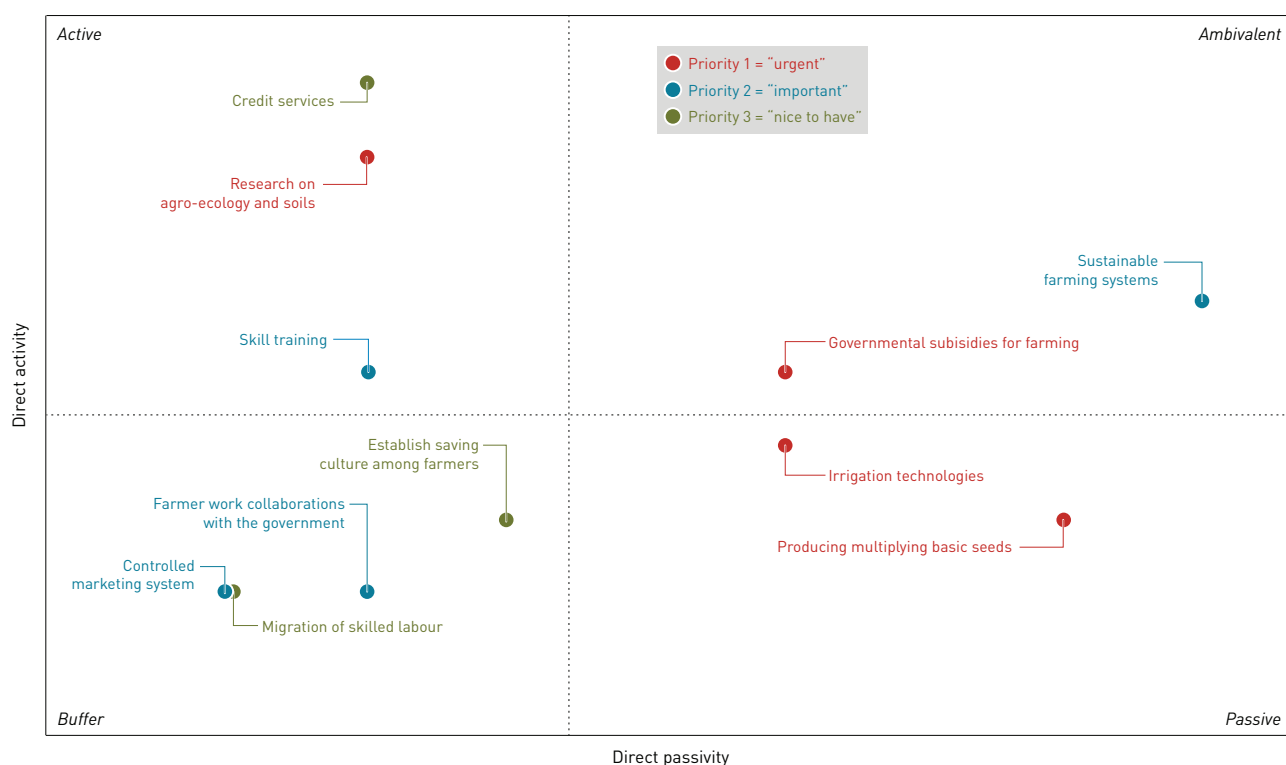 Active
Ambivalent
Priority 1 = “urgent”
Priority 2 = “important”
Priority 3 = “nice to have”
Credit services
Research on
agro-ecology and soils
Sustainable
farming systems
Skill training
Governmental subisidies for farming
Direct activity
Establish saving
culture among farmers
Irrigation technologies
Farmer work collaborations
with the government
Producing multiplying basic seeds
Controlled
marketing system
Migration of skilled labour
Buffer
Passive
Direct passivity